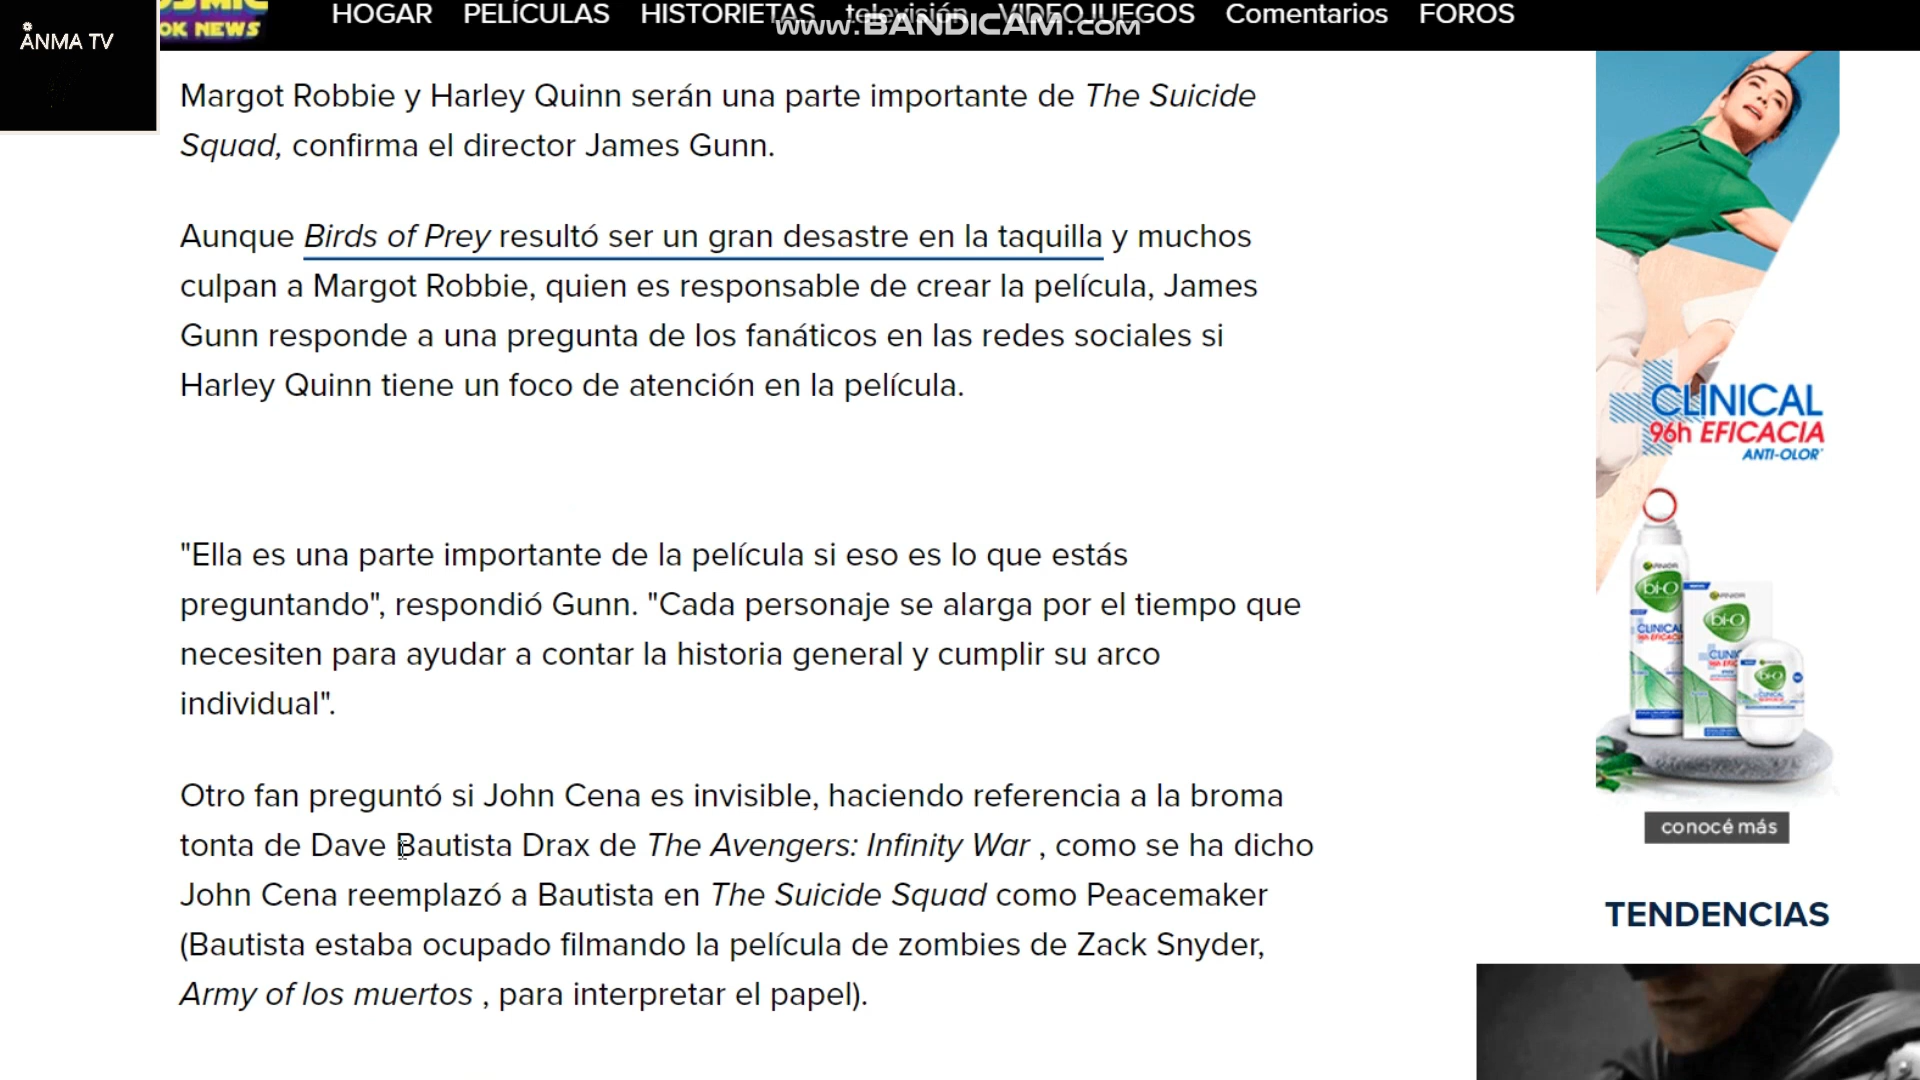 ANMA TV
OSMIC
OK NEWS
HOGAR PELÍCULAS HISTORIETAS televisión VIDEOJUEGOS Comentarios FOROS
www.BANDICAM.com
Margot Robbie y Harley Quinn serán una parte importante de The Suicide
Squad, confirma el director James Gunn.
Aunque Birds of Prey resultó ser un gran desastre en la taquilla y muchos
culpan a Margot Robbie, quien es responsable de crear la película, James
Gunn responde a una pregunta de los fanáticos en las redes sociales si
Harley Quinn tiene un foco de atención en la película.
"Ella es una parte importante de la película si eso es lo que estás
preguntando", respondió Gunn. "Cada personaje se alarga por el tiempo que
necesiten para ayudar a contar la historia general y cumplir su arco
individual".
Otro fan preguntó si John Cena es invisible, haciendo referencia a la broma
tonta de Dave Bautista Drax de The Avengers: Infinity War , como se ha dicho
John Cena reemplazó a Bautista en The Suicide Squad como Peacemaker
(Bautista estaba ocupado filmando la película de zombies de Zack Snyder,
Army of los muertos , para interpretar el papel).
CLINICAL
96h EFICACIA
ANTI-OLOR*
GARNIER
bi-O
CLINICAL
GARNIER
bi-O
bi-O
CLINICAL
conocé más
TENDENCIAS